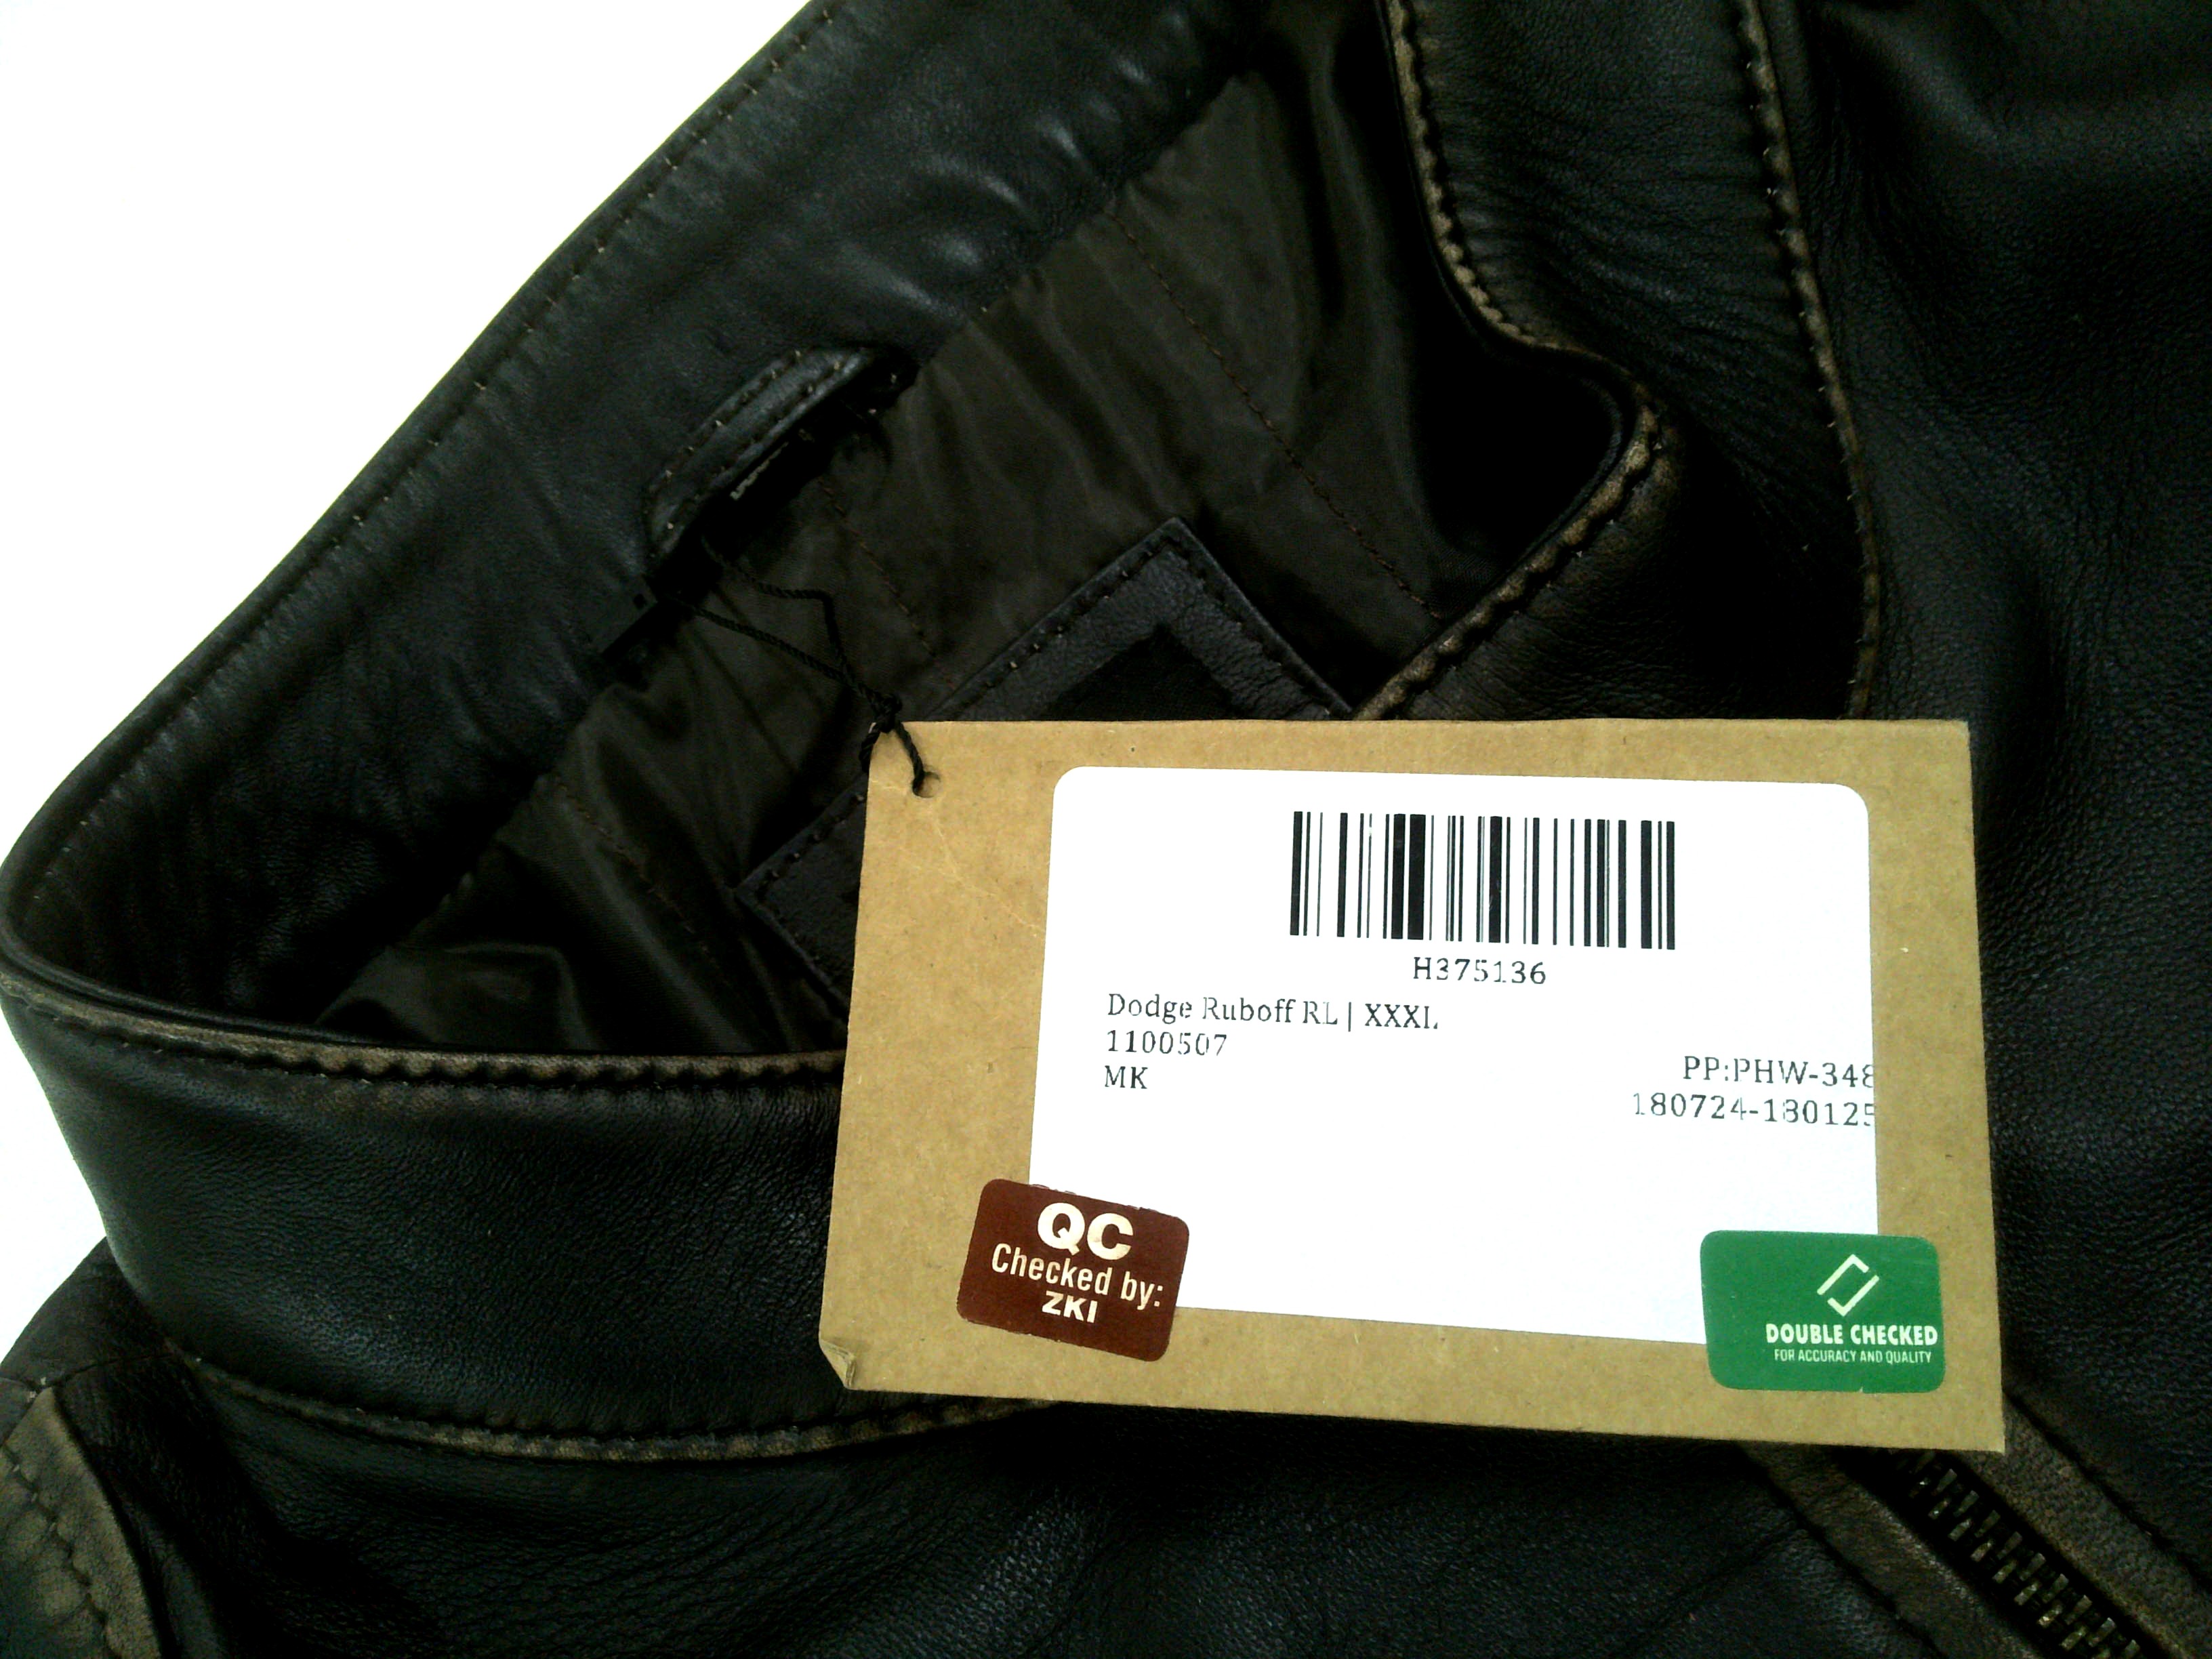 H375136
Dodge Ruboff RL | XXXL
1100507
MK
PP:PHW-348
180724-180125
QC
Checked by:
ZKI
DOUBLE CHECKED
FOR ACCURACY AND QUALITY